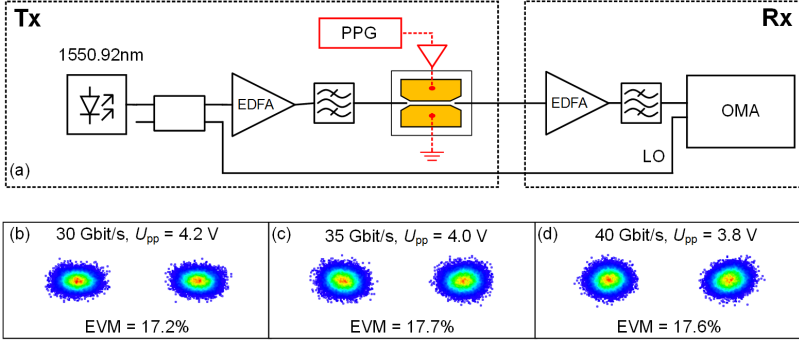 Tx
Rx
PPG
1550.92nm
EDFA
EDFA
OMA
LO
(a)
(b) 30 Gbit/s, Upp = 4.2 V
EVM = 17.2%
(c) 35 Gbit/s, Upp = 4.0 V
EVM = 17.7%
(d) 40 Gbit/s, Upp = 3.8 V
EVM = 17.6%